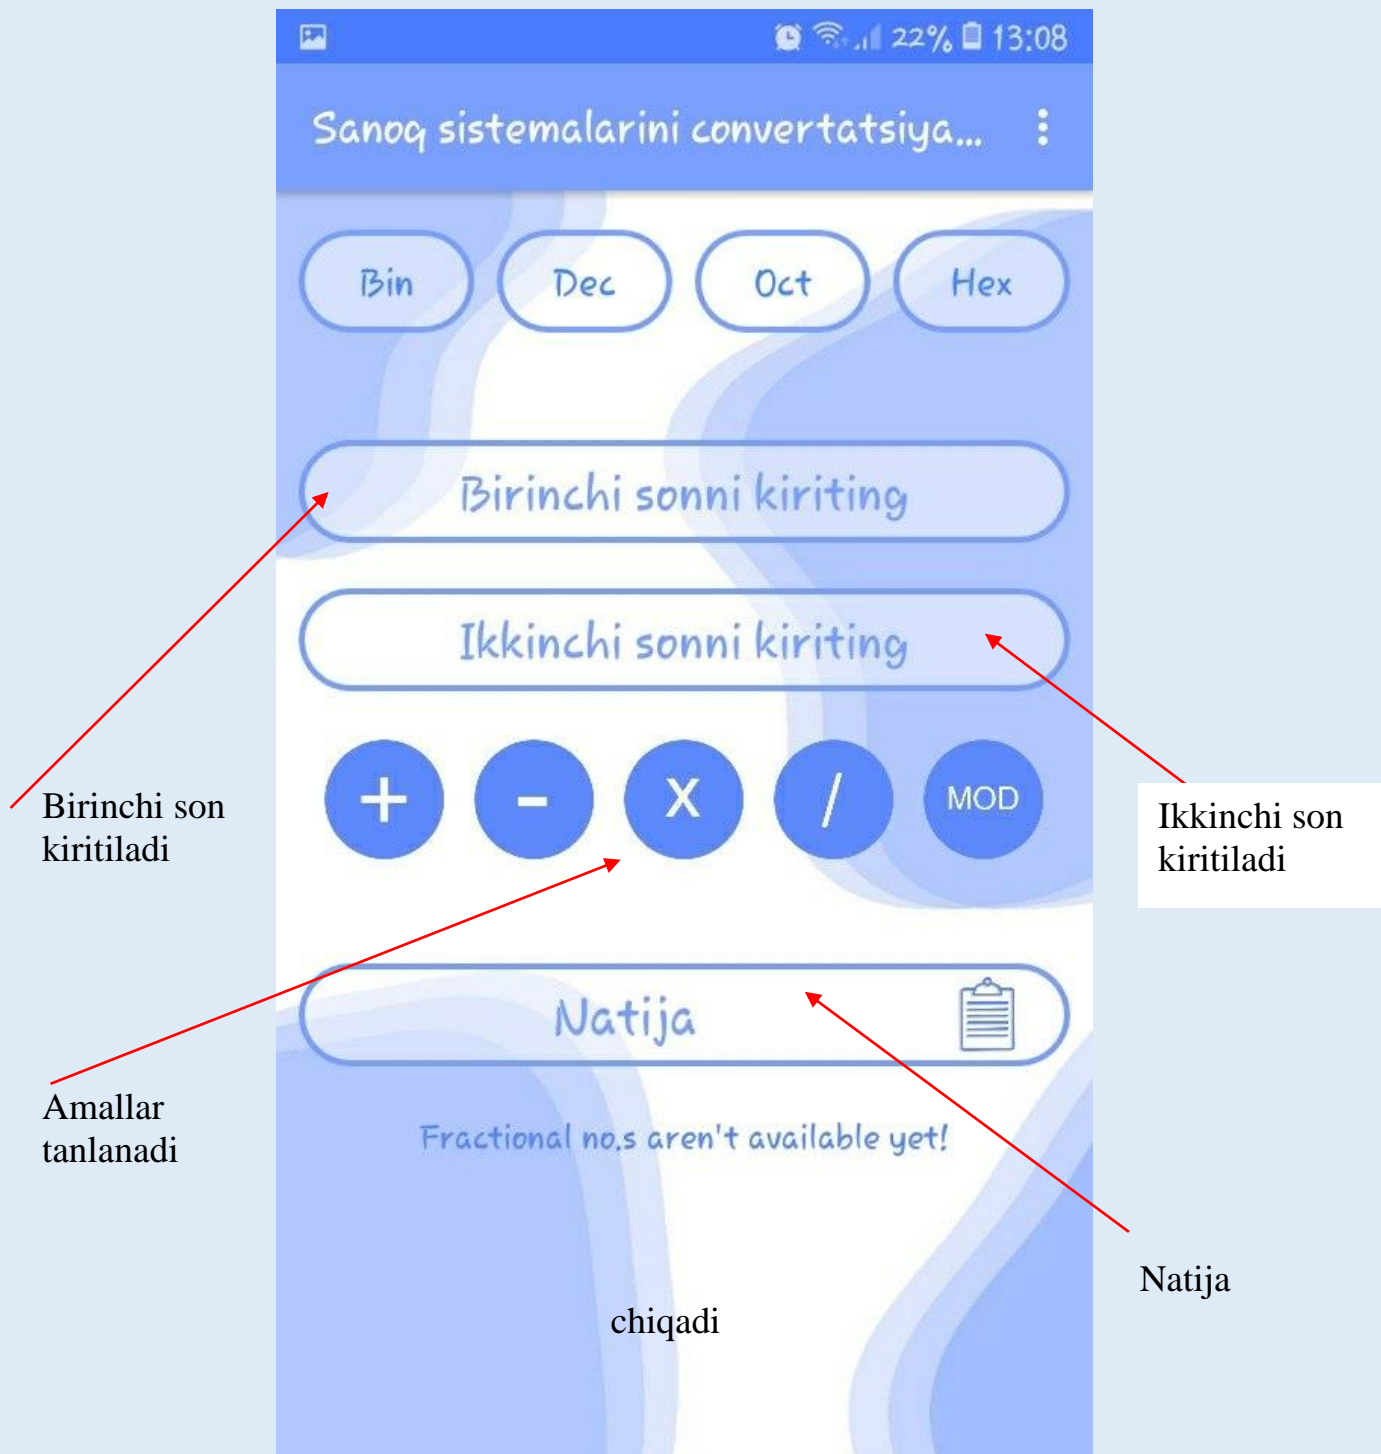 22% 13:08
Sanoq sistemalarini convertatsiya...
Bin Dec Oct Hex
Birinchi sonni kiriting
Ikkinchi sonni kiriting
+ - X / MOD
Birinchi son
kiritiladi
Ikkinchi son
kiritiladi
Natija
Amallar
tanlanadi
Fractional no.s aren't available yet!
Natija
chiqadi